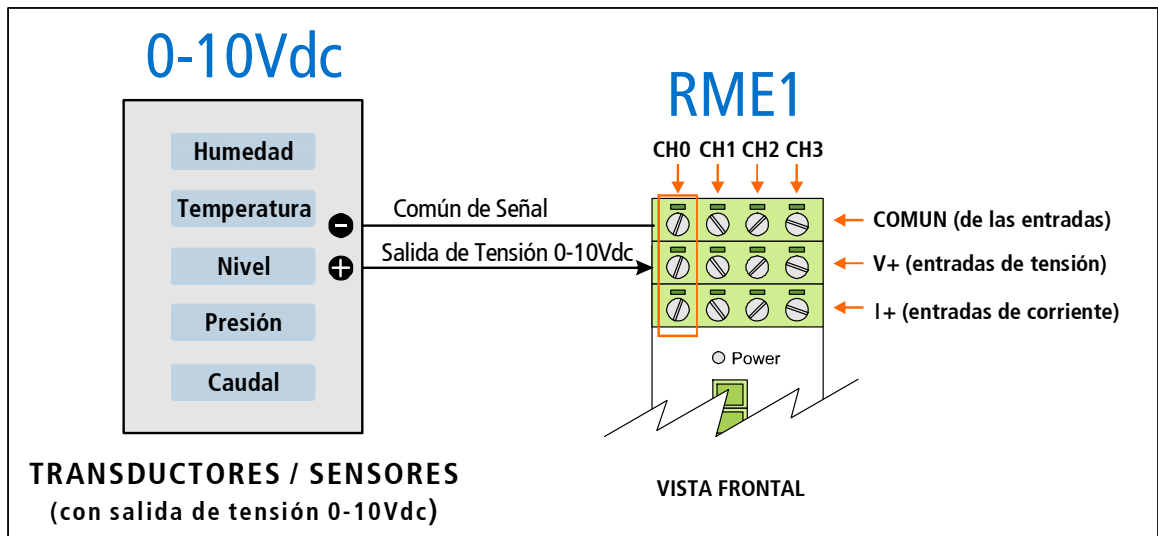 0-10Vdc
RME1
CH0 CH1 CH2 CH3
Humedad
Temperatura
Nivel
Presión
Caudal
Común de Señal
Salida de Tensión 0-10Vdc
COMUN (de las entradas)
V+ (entradas de tensión)
I+ (entradas de corriente)
Power
TRANSDUCTORES / SENSORES
(con salida de tensión 0-10Vdc)
VISTA FRONTAL